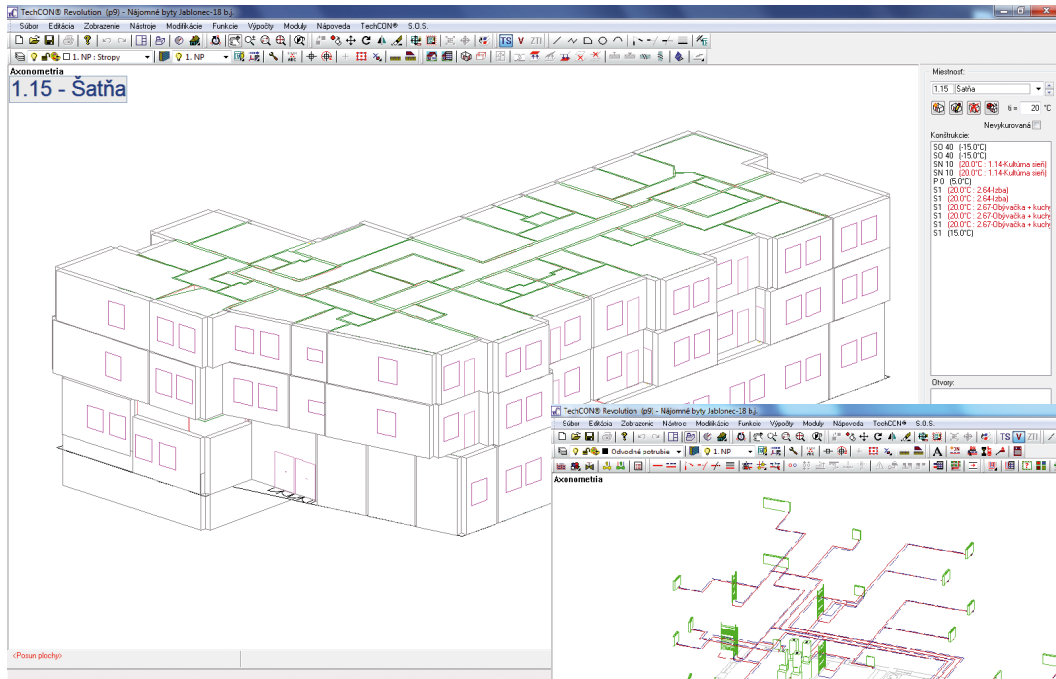 TechCON® Revolution (p9) - Nájomné byty Jablonec-18 b.j.
Súbor Editácia Zobrazenie Nástroje Modifikácie Funkcie Výpočty Moduly Nápoveda TechCON® S.O.S.
TS V ZTI
1. NP : Stropy 1. NP
Axonometria
1.15 - Šatňa
Miestnosť:
1.15 Šatňa
ti = 20 °C
Nevykurovaná
Konštrukcie:
SO 40 (-15.0°C)
SO 40 (-15.0°C)
SN 10 (20.0°C : 1.14-Kultúrna sieň)
SN 10 (20.0°C : 1.14-Kultúrna sieň)
P 0 (5.0°C)
S1 (20.0°C : 2.64-Izba)
S1 (20.0°C : 2.64-Izba)
S1 (20.0°C : 2.67-Obývačka + kuchy
S1 (20.0°C : 2.67-Obývačka + kuchy
S1 (20.0°C : 2.67-Obývačka + kuchy
S1 (15.0°C)
Otvory:
TechCON® Revolution (p9) - Nájomné byty Jablonec-18 b.j.
Súbor Editácia Zobrazenie Nástroje Modifikácie Funkcie Výpočty Moduly Nápoveda TechCON® S.O.S.
TS V ZTI
Odvodné potrubie 1. NP
Axonometria
<Posun plochy>